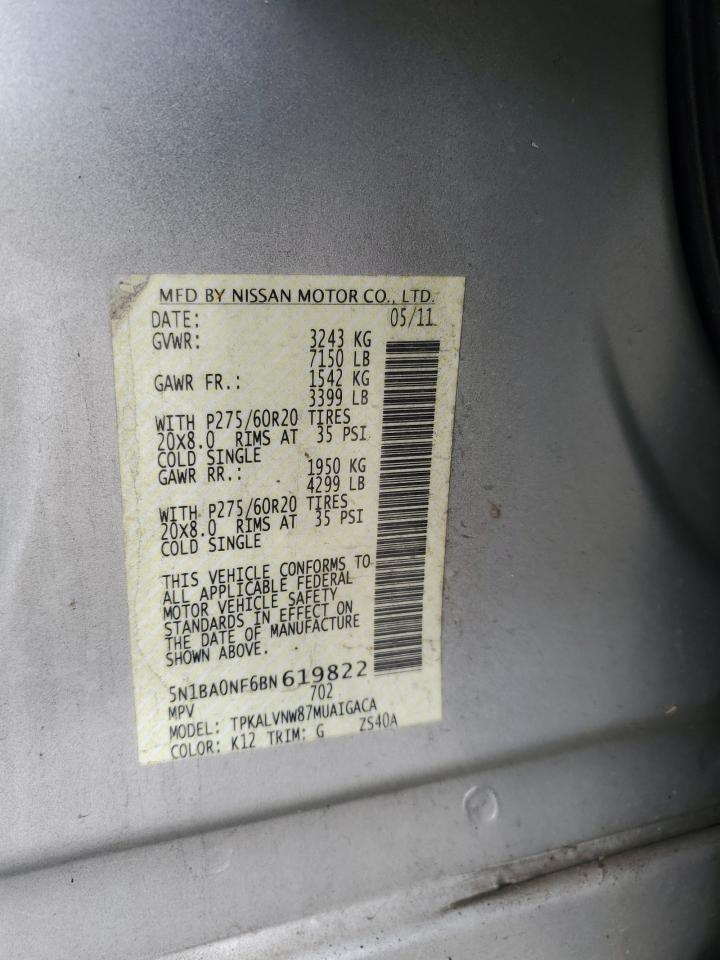 MFD BY NISSAN MOTOR CO., LTD.
DATE: 05/11
GVWR: 3243 KG
7150 LB
GAWR FR.: 1542 KG
3399 LB
WITH P275/60R20 TIRES
20X8.0 RIMS AT 35 PSI
COLD SINGLE
GAWR RR.: 1950 KG
4299 LB
WITH P275/60R20 TIRES
20X8.0 RIMS AT 35 PSI
COLD SINGLE
THIS VEHICLE CONFORMS TO
ALL APPLICABLE FEDERAL
MOTOR VEHICLE SAFETY
STANDARDS IN EFFECT ON
THE DATE OF MANUFACTURE
SHOWN ABOVE.
5N1BA0NF6BN619822
MPV 702
MODEL: TPKALVNW87MUAIGACA
COLOR: K12 TRIM: G ZS40A